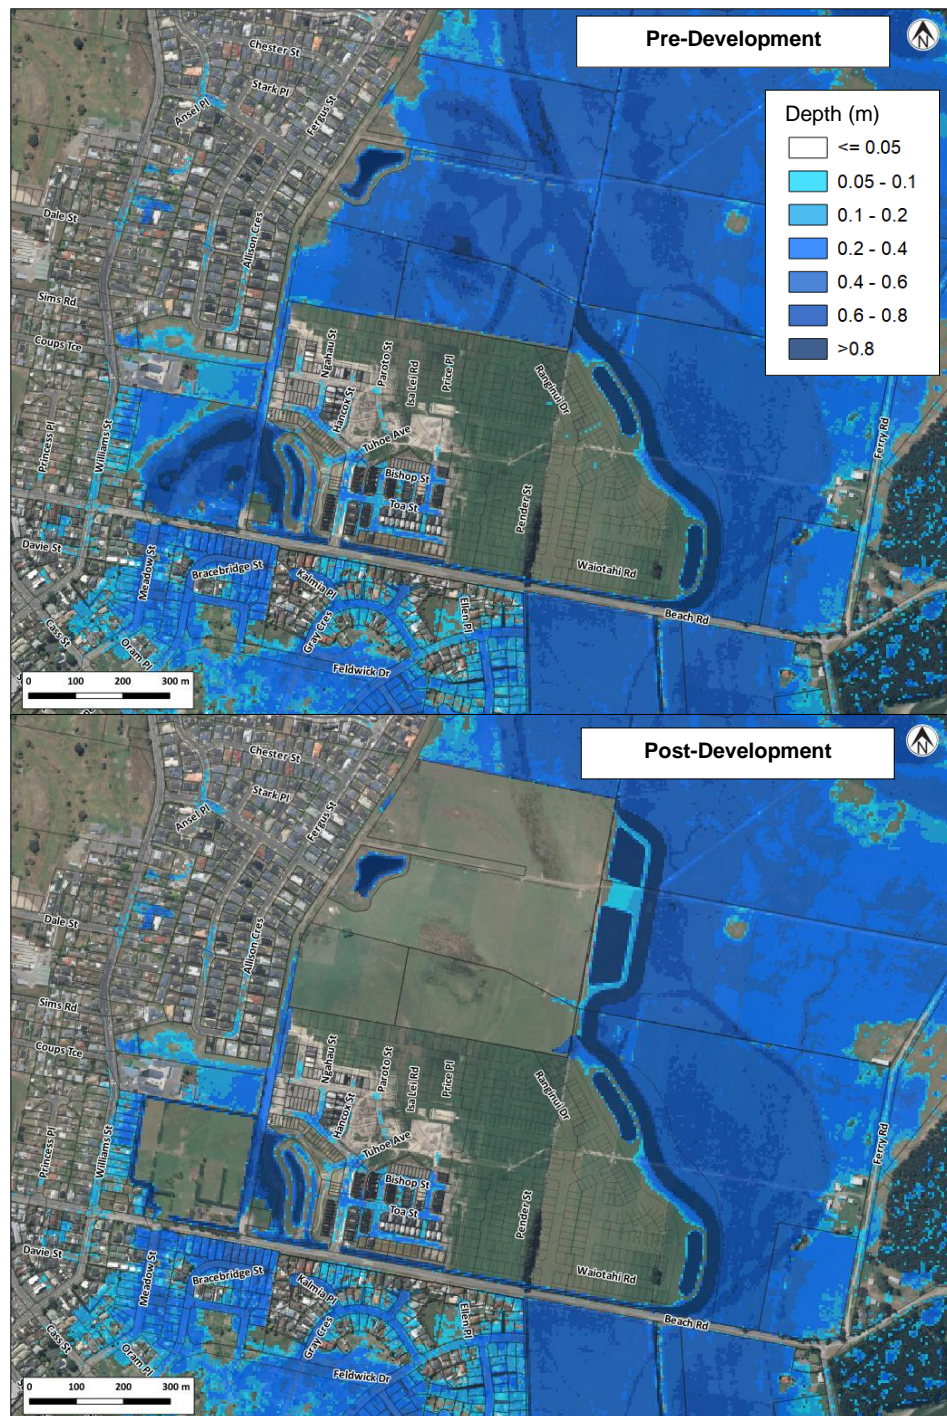 Pre-Development
N
Depth (m)
<= 0.05
0.05 - 0.1
0.1 - 0.2
0.2 - 0.4
0.4 - 0.6
0.6 - 0.8
>0.8
Chester St
Stark Pl
Ansel Pl
Fergus St
Dale St
Allison Cres
Sims Rd
Coups Tce
Ngahau St
Paroto St
Isa Lei Rd
Price Pl
Ranginui Dr
Hancox St
Tuhoe Ave
Princess Pl
Williams St
Bishop St
Toa St
Pender St
Ferry Rd
Davie St
Meadow St
Bracebridge St
Kalmia Pl
Gray Cres
Ellen Pl
Waiotahi Rd
Beach Rd
Cass St
Oram Pl
Feldwick Dr
0 100 200 300 m
Post-Development
N
Chester St
Stark Pl
Ansel Pl
Fergus St
Dale St
Allison Cres
Sims Rd
Coups Tce
Ngahau St
Paroto St
Isa Lei Rd
Price Pl
Ranginui Dr
Hancox St
Tuhoe Ave
Princess Pl
Williams St
Bishop St
Toa St
Pender St
Ferry Rd
Davie St
Meadow St
Bracebridge St
Kalmia Pl
Gray Cres
Ellen Pl
Waiotahi Rd
Beach Rd
Cass St
Oram Pl
Feldwick Dr
0 100 200 300 m